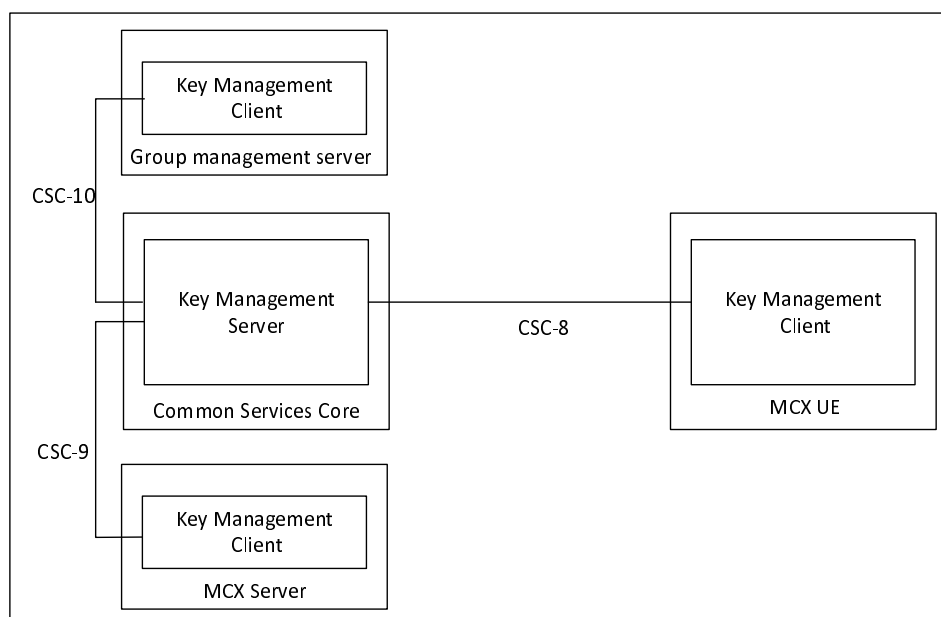 Key Management
Client
Group management server
CSC-10
Key Management
Server
Common Services Core
CSC-8
Key Management
Client
MCX UE
CSC-9
Key Management
Client
MCX Server